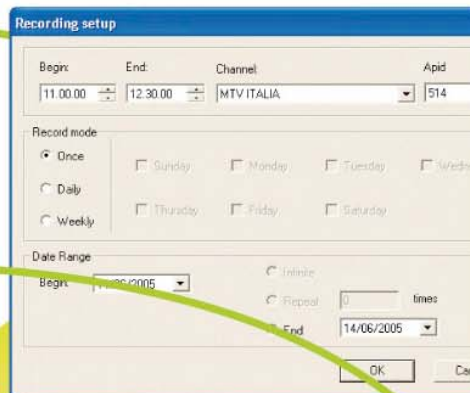 Recording setup
Begin: End: Channel: Apid
11.00.00 12.30.00 MTV ITALIA 514
Record mode
Once
Sunday Monday Tuesday
Daily
Thursday Friday Saturday
Weekly
Date Range
Begin: /06/2005
Infinite
Repeat 0 times
End 14/06/2005
OK